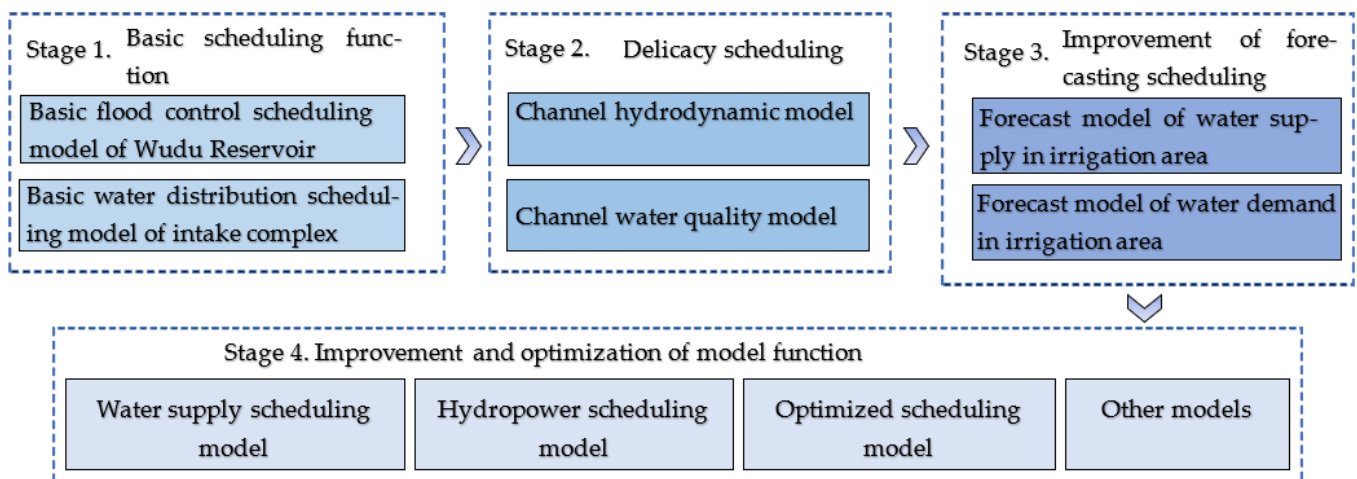 Stage 1. Basic scheduling func-
tion
Basic flood control scheduling
model of Wudu Reservoir
Basic water distribution schedul-
ing model of intake complex
Stage 2. Delicacy scheduling
Channel hydrodynamic model
Channel water quality model
Stage 3. Improvement of fore-
casting scheduling
Forecast model of water sup-
ply in irrigation area
Forecast model of water demand
in irrigation area
Stage 4. Improvement and optimization of model function
Water supply scheduling
model
Hydropower scheduling
model
Optimized scheduling
model
Other models